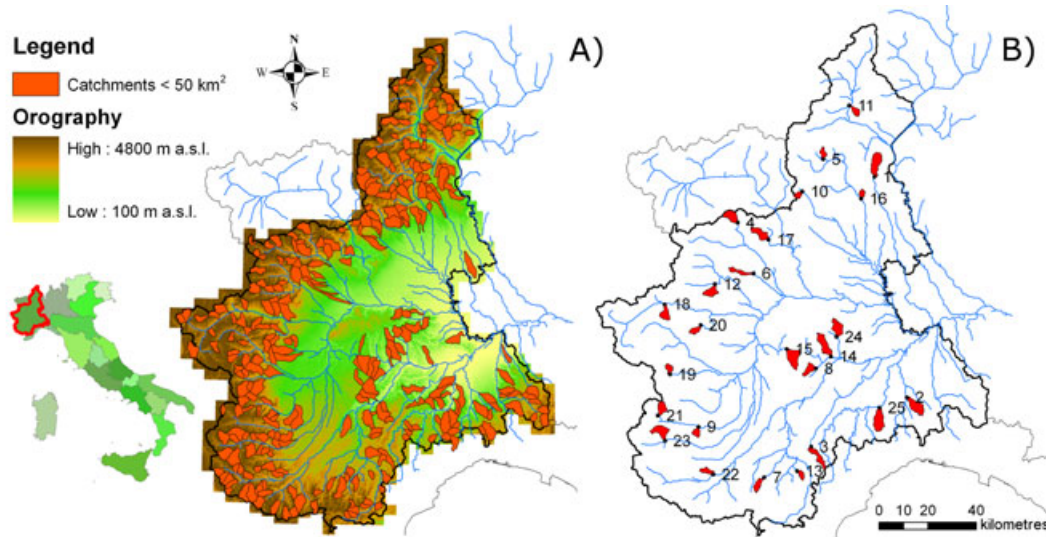 Legend
Catchments < 50 km²
Orography
High : 4800 m a.s.l.
Low : 100 m a.s.l.
N
W E
S
A)
B)
11
5
1
10
16
4
17
6
12
18
20
24
15
14
8
19
21
2
25
9
23
3
22
7
13
0 10 20 40
kilometres